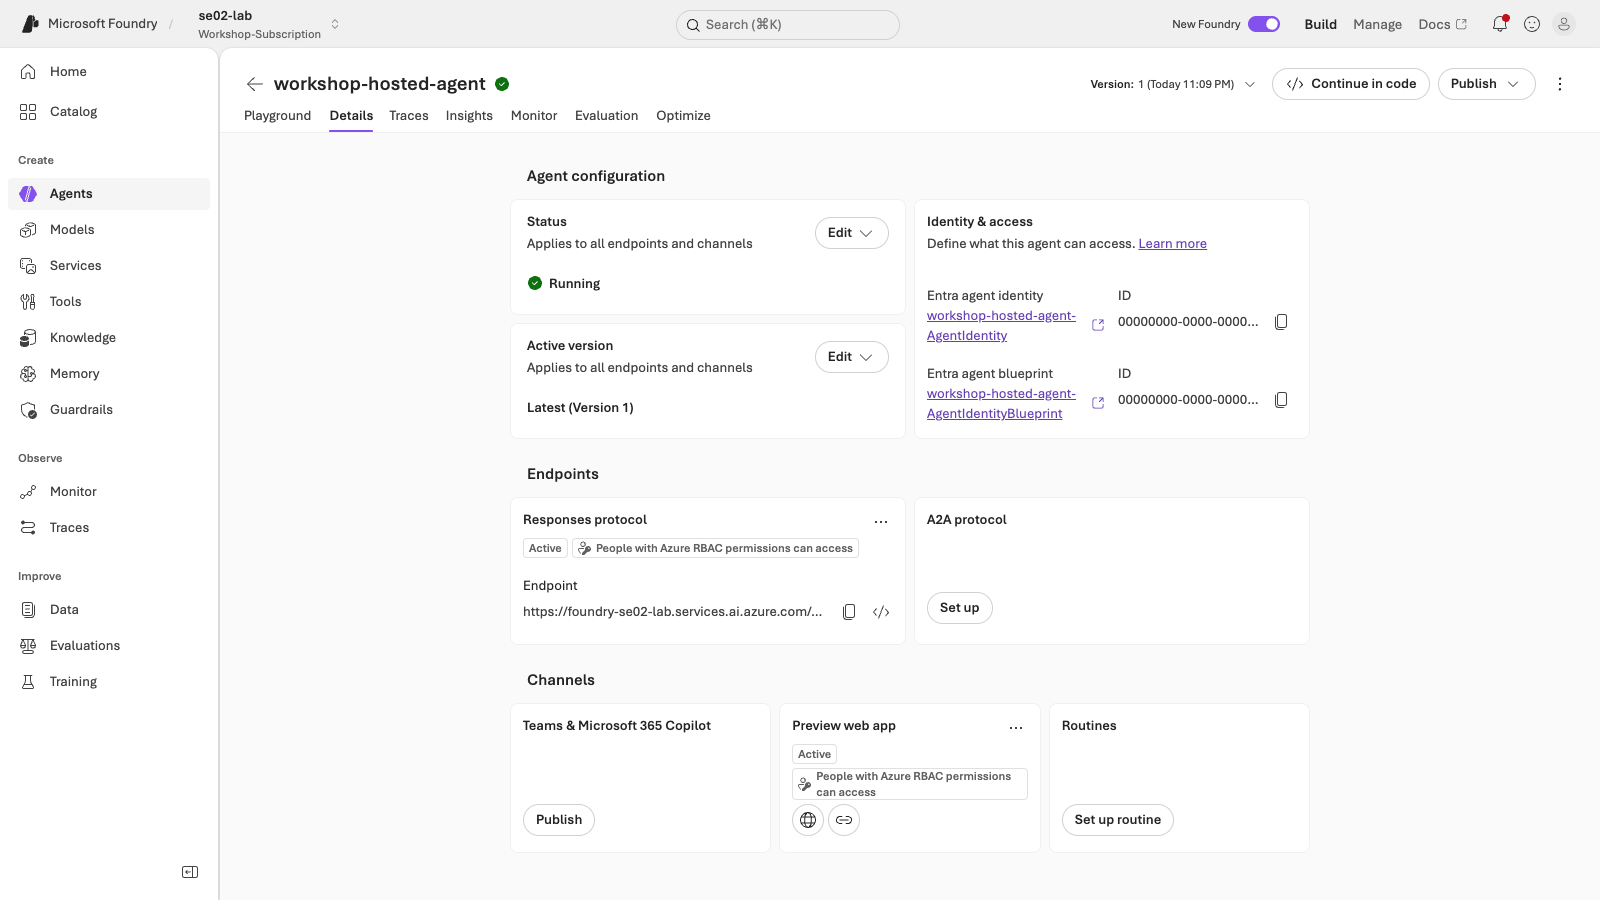 Microsoft Foundry / se02-lab
Workshop-Subscription
Search (⌘K)
New Foundry
Build
Manage
Docs
Home
Catalog
Create
Agents
Models
Services
Tools
Knowledge
Memory
Guardrails
Observe
Monitor
Traces
Improve
Data
Evaluations
Training
workshop-hosted-agent
Version: 1 (Today 11:09 PM)
</> Continue in code
Publish
Playground
Details
Traces
Insights
Monitor
Evaluation
Optimize
Agent configuration
Status
Applies to all endpoints and channels
Edit
Running
Active version
Applies to all endpoints and channels
Edit
Latest (Version 1)
Identity & access
Define what this agent can access. Learn more
Entra agent identity
ID
workshop-hosted-agent-
AgentIdentity
00000000-0000-0000...
Entra agent blueprint
ID
workshop-hosted-agent-
AgentIdentityBlueprint
00000000-0000-0000...
Endpoints
Responses protocol
Active
People with Azure RBAC permissions can access
Endpoint
https://foundry-se02-lab.services.ai.azure.com/...
A2A protocol
Set up
Channels
Teams & Microsoft 365 Copilot
Publish
Preview web app
Active
People with Azure RBAC permissions
can access
Routines
Set up routine